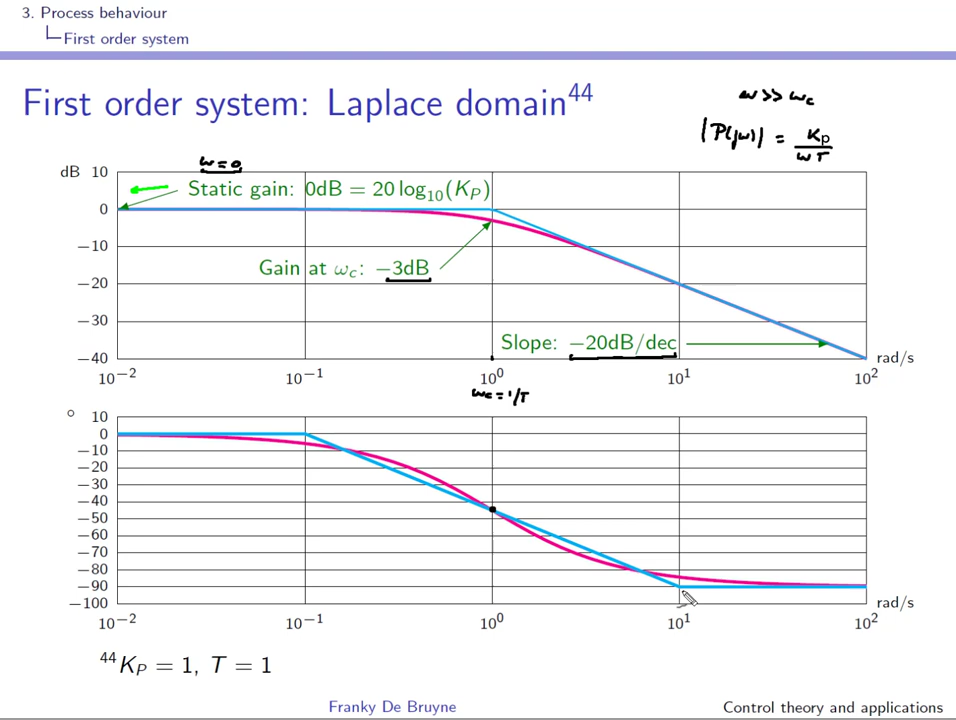 3. Process behaviour
First order system
First order system: Laplace domain⁴⁴
ω >> ωc
|P(jω)| = Kp / ωT
ω = 0
dB
10
Static gain: 0dB = 20 log₁₀(K_P)
0
−10
Gain at ω_c: −3dB
−20
−30
Slope: −20dB/dec
−40
rad/s
10⁻² 10⁻¹ 10⁰ 10¹ 10²
ωc = 1/T
°
10
0
−10
−20
−30
−40
−50
−60
−70
−80
−90
−100
rad/s
10⁻² 10⁻¹ 10⁰ 10¹ 10²
⁴⁴K_P = 1, T = 1
Franky De Bruyne Control theory and applications